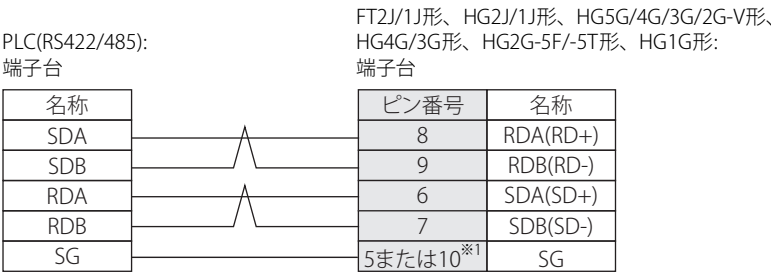 FT2J/1J形、HG2J/1J形、HG5G/4G/3G/2G-V形、
PLC(RS422/485): HG4G/3G形、HG2G-5F/-5T形、HG1G形:
端子台 端子台
名称 ピン番号 名称
SDA 8 RDA(RD+)
SDB 9 RDB(RD-)
RDA 6 SDA(SD+)
RDB 7 SDB(SD-)
SG 5または10※1 SG